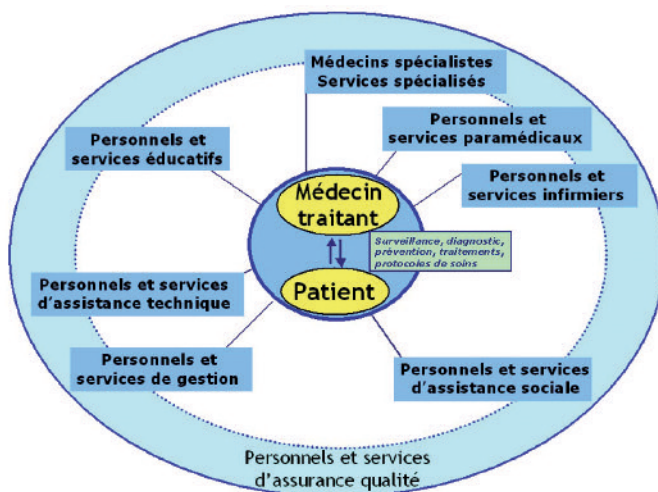 Médecins spécialistes
Services spécialisés
Personnels et
services paramédicaux
Personnels et
services éducatifs
Personnels et
services infirmiers
Médecin
traitant
Surveillance, diagnostic,
prévention, traitements,
protocoles de soins
Patient
Personnels et services
d'assistance technique
Personnels et
services de gestion
Personnels et services
d'assistance sociale
Personnels et services
d'assurance qualité